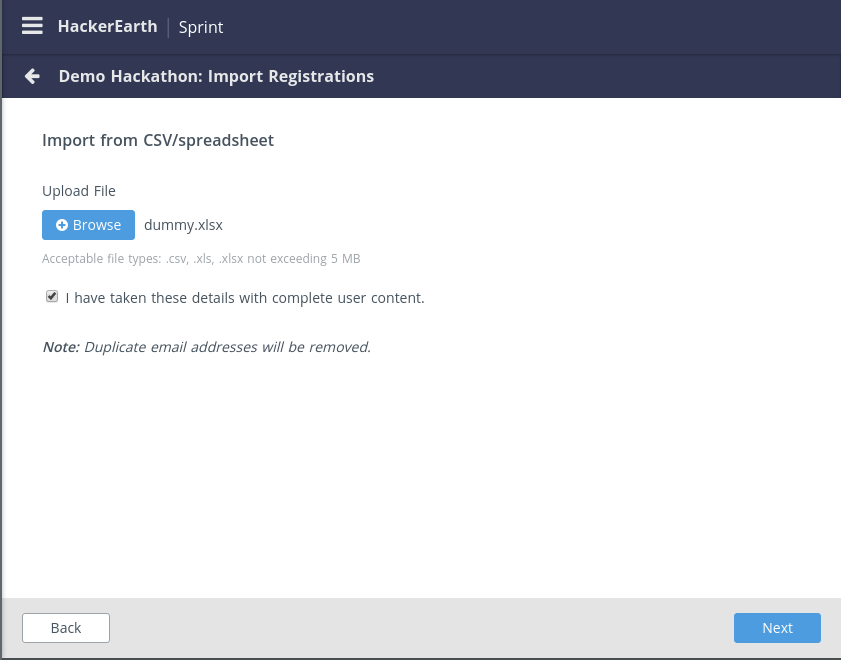 HackerEarth | Sprint
Demo Hackathon: Import Registrations
Import from CSV/spreadsheet
Upload File
Browse dummy.xlsx
Acceptable file types: .csv, .xls, .xlsx not exceeding 5 MB
I have taken these details with complete user content.
Note: Duplicate email addresses will be removed.
Back Next